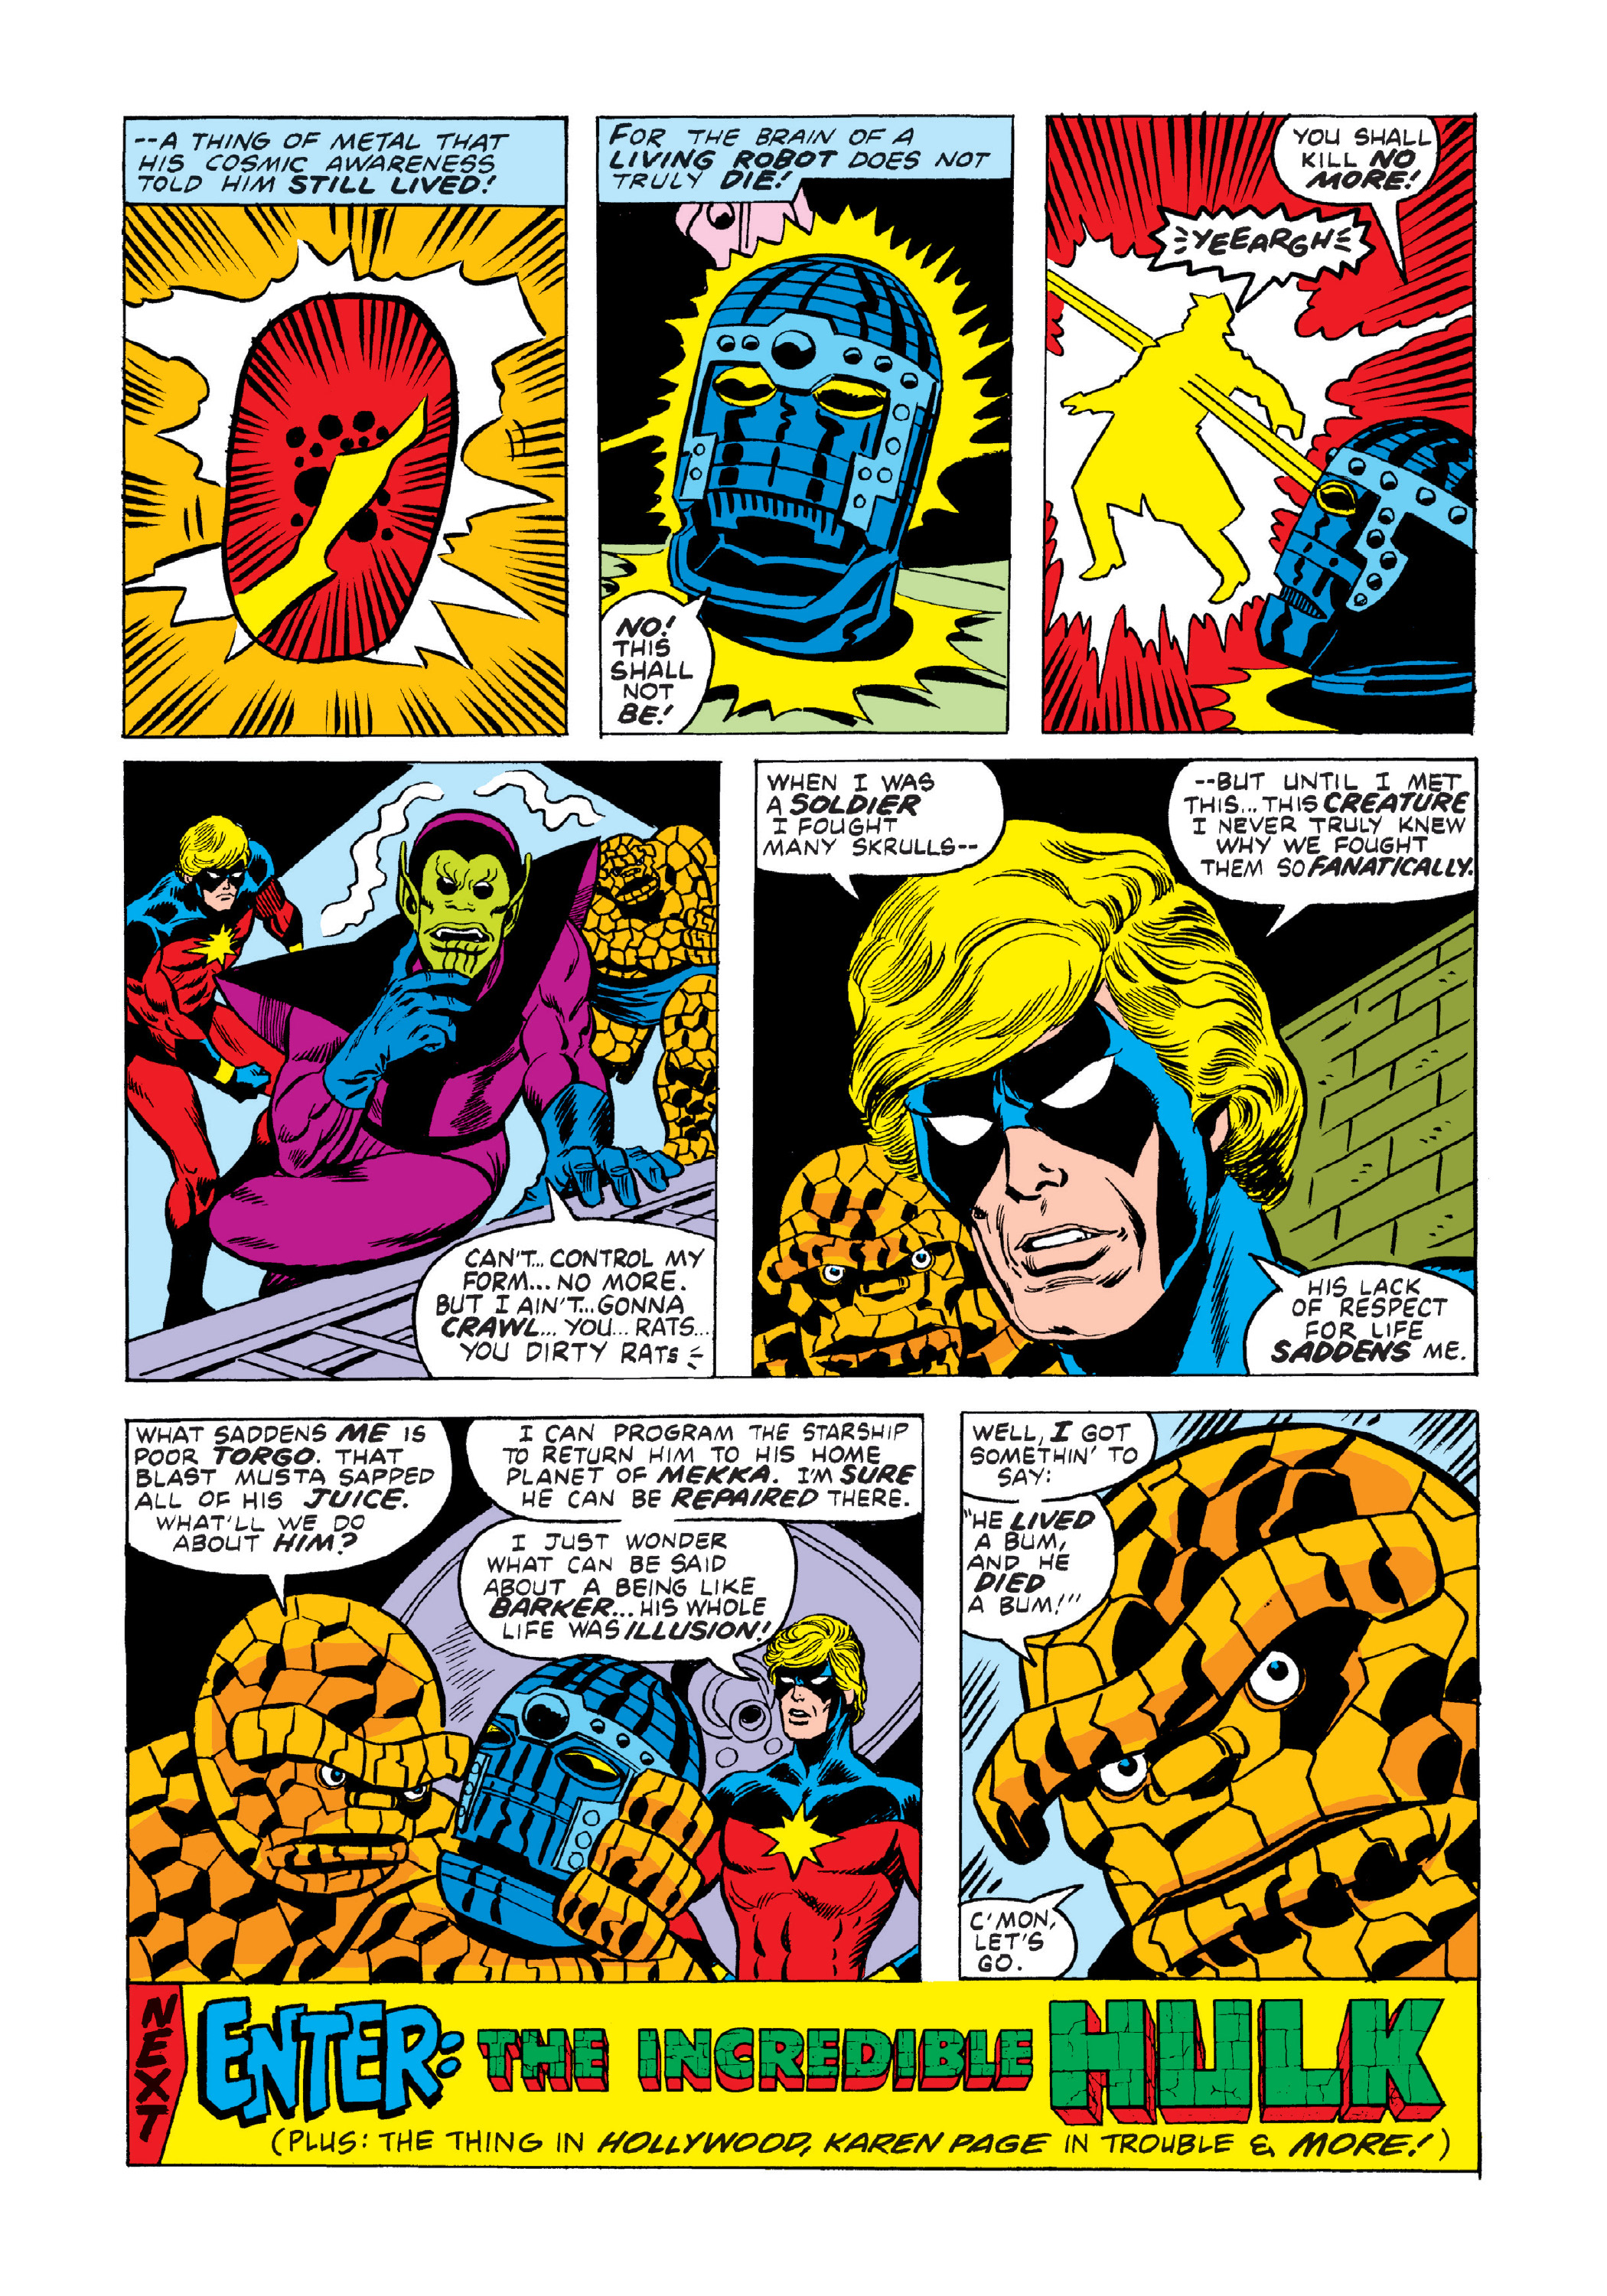 --A THING OF METAL THAT
HIS COSMIC AWARENESS
TOLD HIM STILL LIVED!
FOR THE BRAIN OF A
LIVING ROBOT DOES NOT
TRULY DIE!
NO!
THIS
SHALL
NOT
BE!
YOU SHALL
KILL NO
MORE!
YEEARGH
CAN'T... CONTROL MY
FORM... NO MORE.
BUT I AIN'T... GONNA
CRAWL... YOU... RATS...
YOU DIRTY RATS
WHEN I WAS
A SOLDIER
I FOUGHT
MANY SKRULLS--
--BUT UNTIL I MET
THIS... THIS CREATURE
I NEVER TRULY KNEW
WHY WE FOUGHT
THEM SO FANATICALLY.
HIS LACK
OF RESPECT
FOR LIFE
SADDENS ME.
WHAT SADDENS ME IS
POOR TORGO. THAT
BLAST MUSTA SAPPED
ALL OF HIS JUICE.
WHAT'LL WE DO
ABOUT HIM?
I CAN PROGRAM THE STARSHIP
TO RETURN HIM TO HIS HOME
PLANET OF MEKKA. I'M SURE
HE CAN BE REPAIRED THERE.
I JUST WONDER
WHAT CAN BE SAID
ABOUT A BEING LIKE
BARKER... HIS WHOLE
LIFE WAS ILLUSION!
WELL, I GOT
SOMETHIN' TO
SAY:
"HE LIVED
A BUM,
AND HE
DIED
A BUM!"
C'MON,
LET'S
GO.
NEXT
ENTER: THE INCREDIBLE HULK
(PLUS: THE THING IN HOLLYWOOD, KAREN PAGE IN TROUBLE & MORE!)